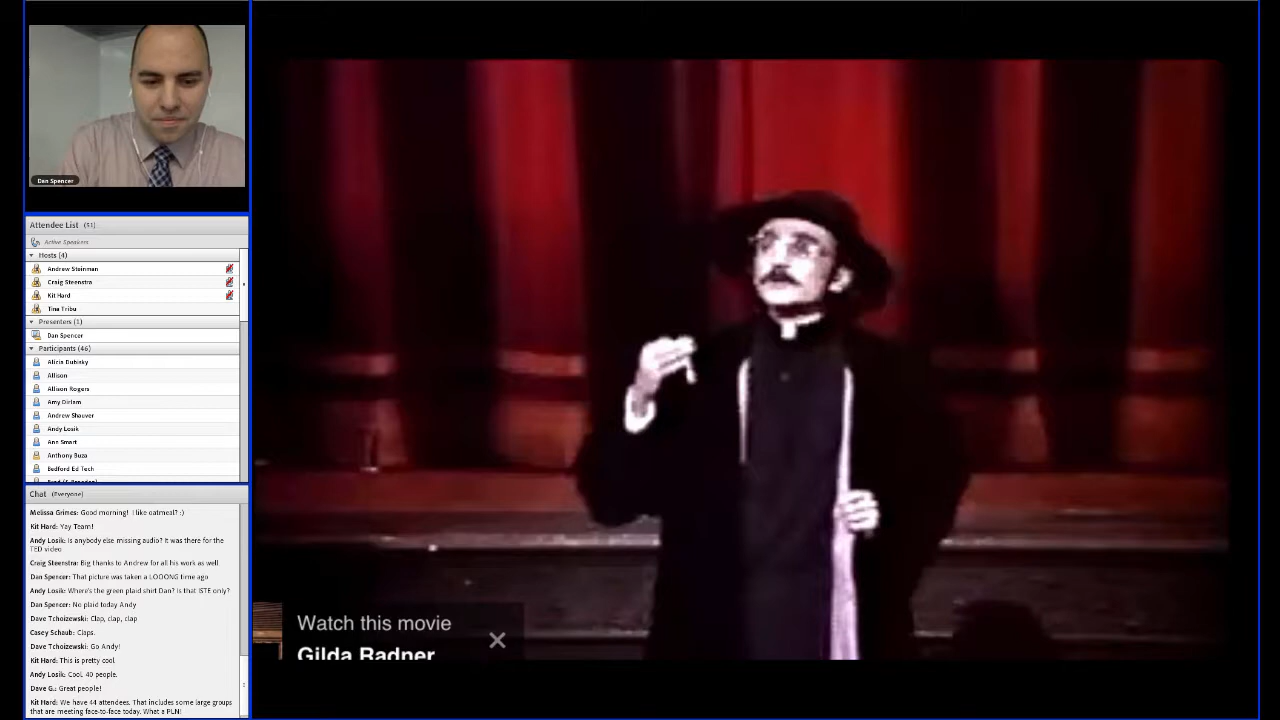 Dan Spencer
Attendee List (51)
Active Speakers
Hosts (4)
Andrew Steinman
Craig Steenstra
Kit Hard
Tina Tribu
Presenters (1)
Dan Spencer
Participants (46)
Alicia Dubisky
Allison
Allison Rogers
Amy Dirlam
Andrew Shauver
Andy Losik
Ann Smart
Anthony Buza
Bedford Ed Tech
Chat (Everyone)
Melissa Grimes: Good morning! I like oatmeal? :)
Kit Hard: Yay Team!
Andy Losik: Is anybody else missing audio? It was there for the
TED video
Craig Steenstra: Big thanks to Andrew for all his work as well.
Dan Spencer: That picture was taken a LOOONG time ago
Andy Losik: Where's the green plaid shirt Dan? Is that ISTE only?
Dan Spencer: No plaid today Andy
Dave Tchoizewski: Clap, clap, clap
Casey Schaub: Claps.
Dave Tchoizewski: Go Andy!
Kit Hard: This is pretty cool.
Andy Losik: Cool. 40 people.
Dave G.: Great people!
Kit Hard: We have 44 attendees. That includes some large groups
that are meeting face-to-face today. What a PLN!
Watch this movie
Gilda Radner